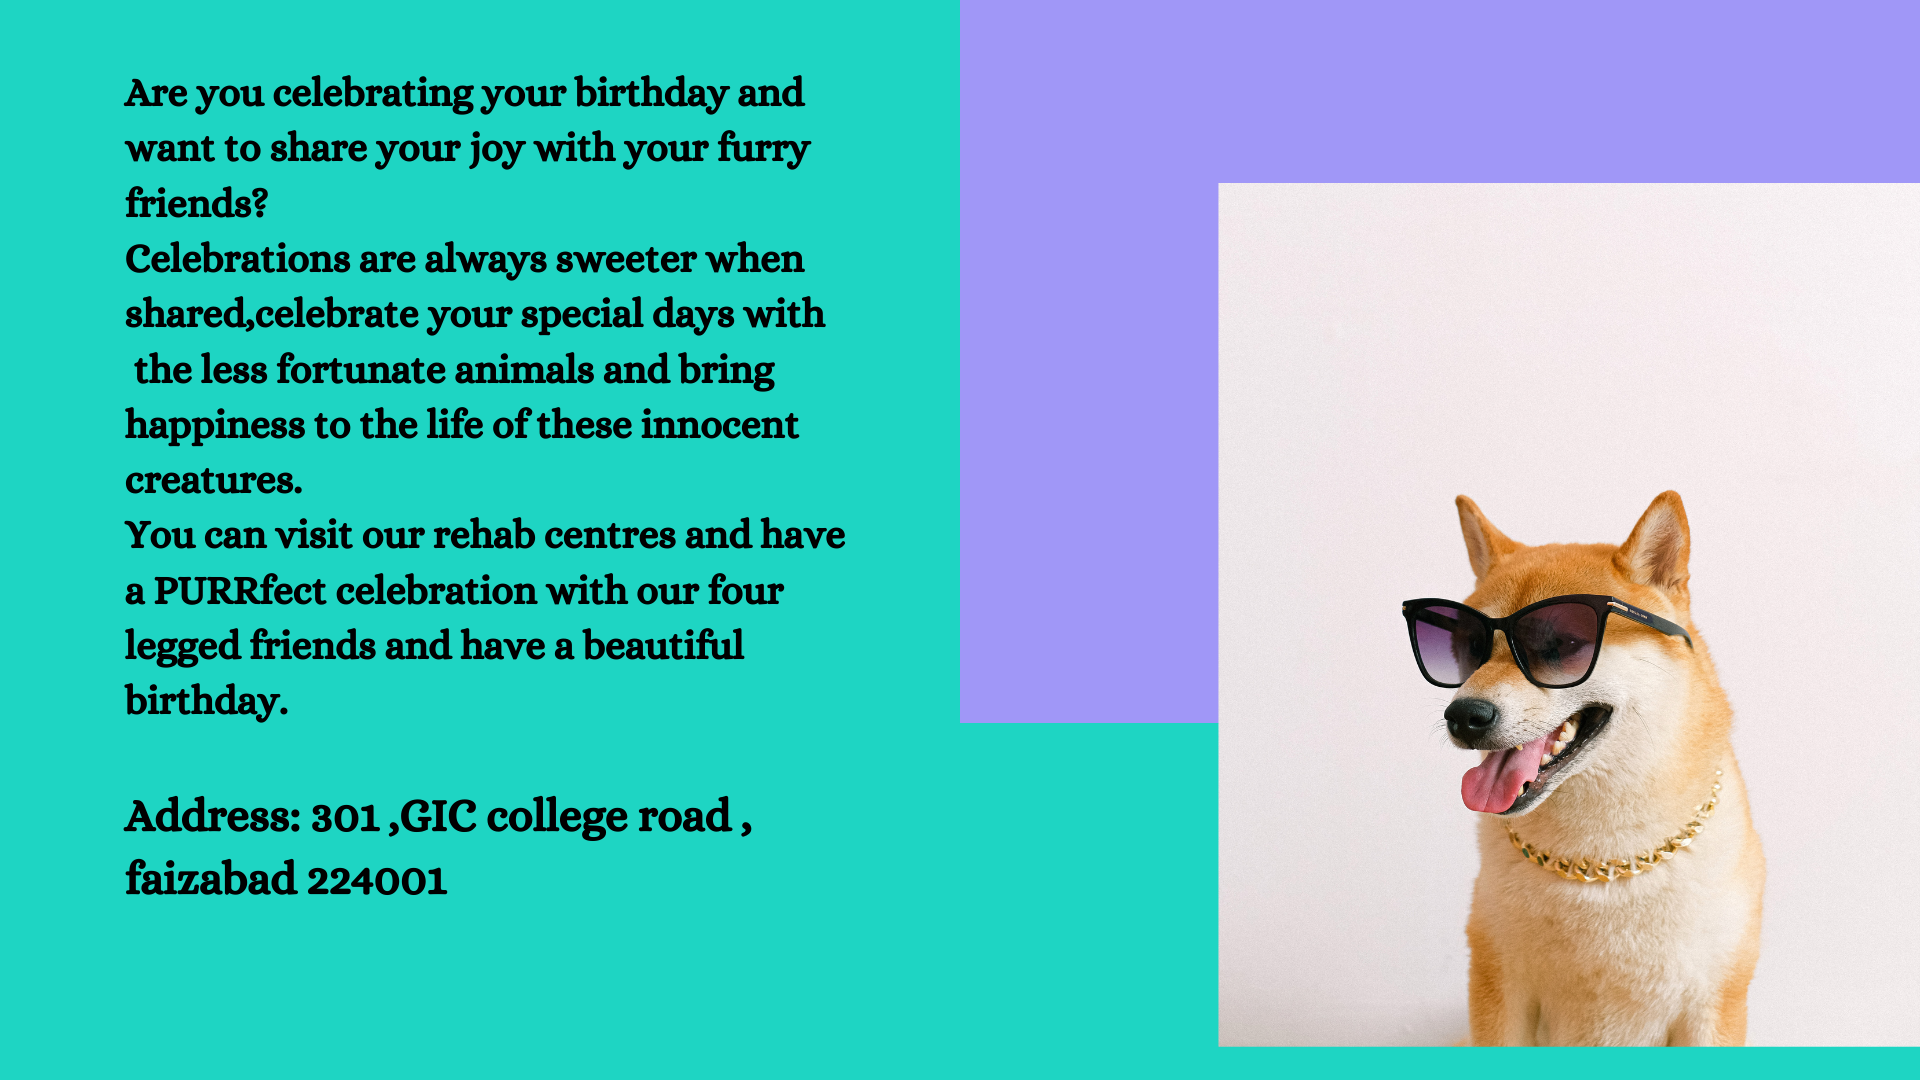 Are you celebrating your birthday and
want to share your joy with your furry
friends?
Celebrations are always sweeter when
shared,celebrate your special days with
the less fortunate animals and bring
happiness to the life of these innocent
creatures.
You can visit our rehab centres and have
a PURRfect celebration with our four
legged friends and have a beautiful
birthday.
Address: 301 ,GIC college road ,
faizabad 224001